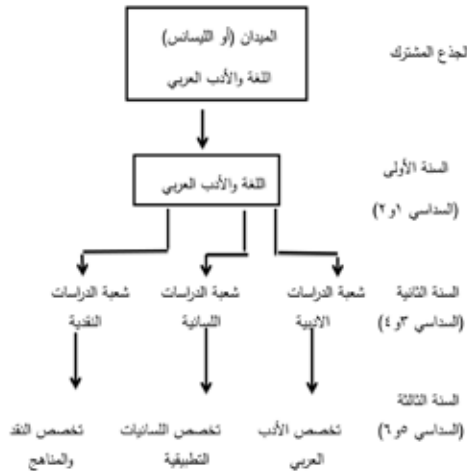 الميدان (أو الليسانس)
اللغة والأدب العربي
لجذع المشترك
السنة الأولى
(السداسي ١و٢)
اللغة والأدب العربي
السنة الثانية
(السداسي ٣و٤)
شعبة الدراسات
الادبية
شعبة الدراسات
اللسانية
شعبة الدراسات
النقدية
السنة الثالثة
(السداسي ٥و٦)
تخصص الأدب
العربي
تخصص اللسانيات
التطبيقية
تخصص النقد
والمناهج